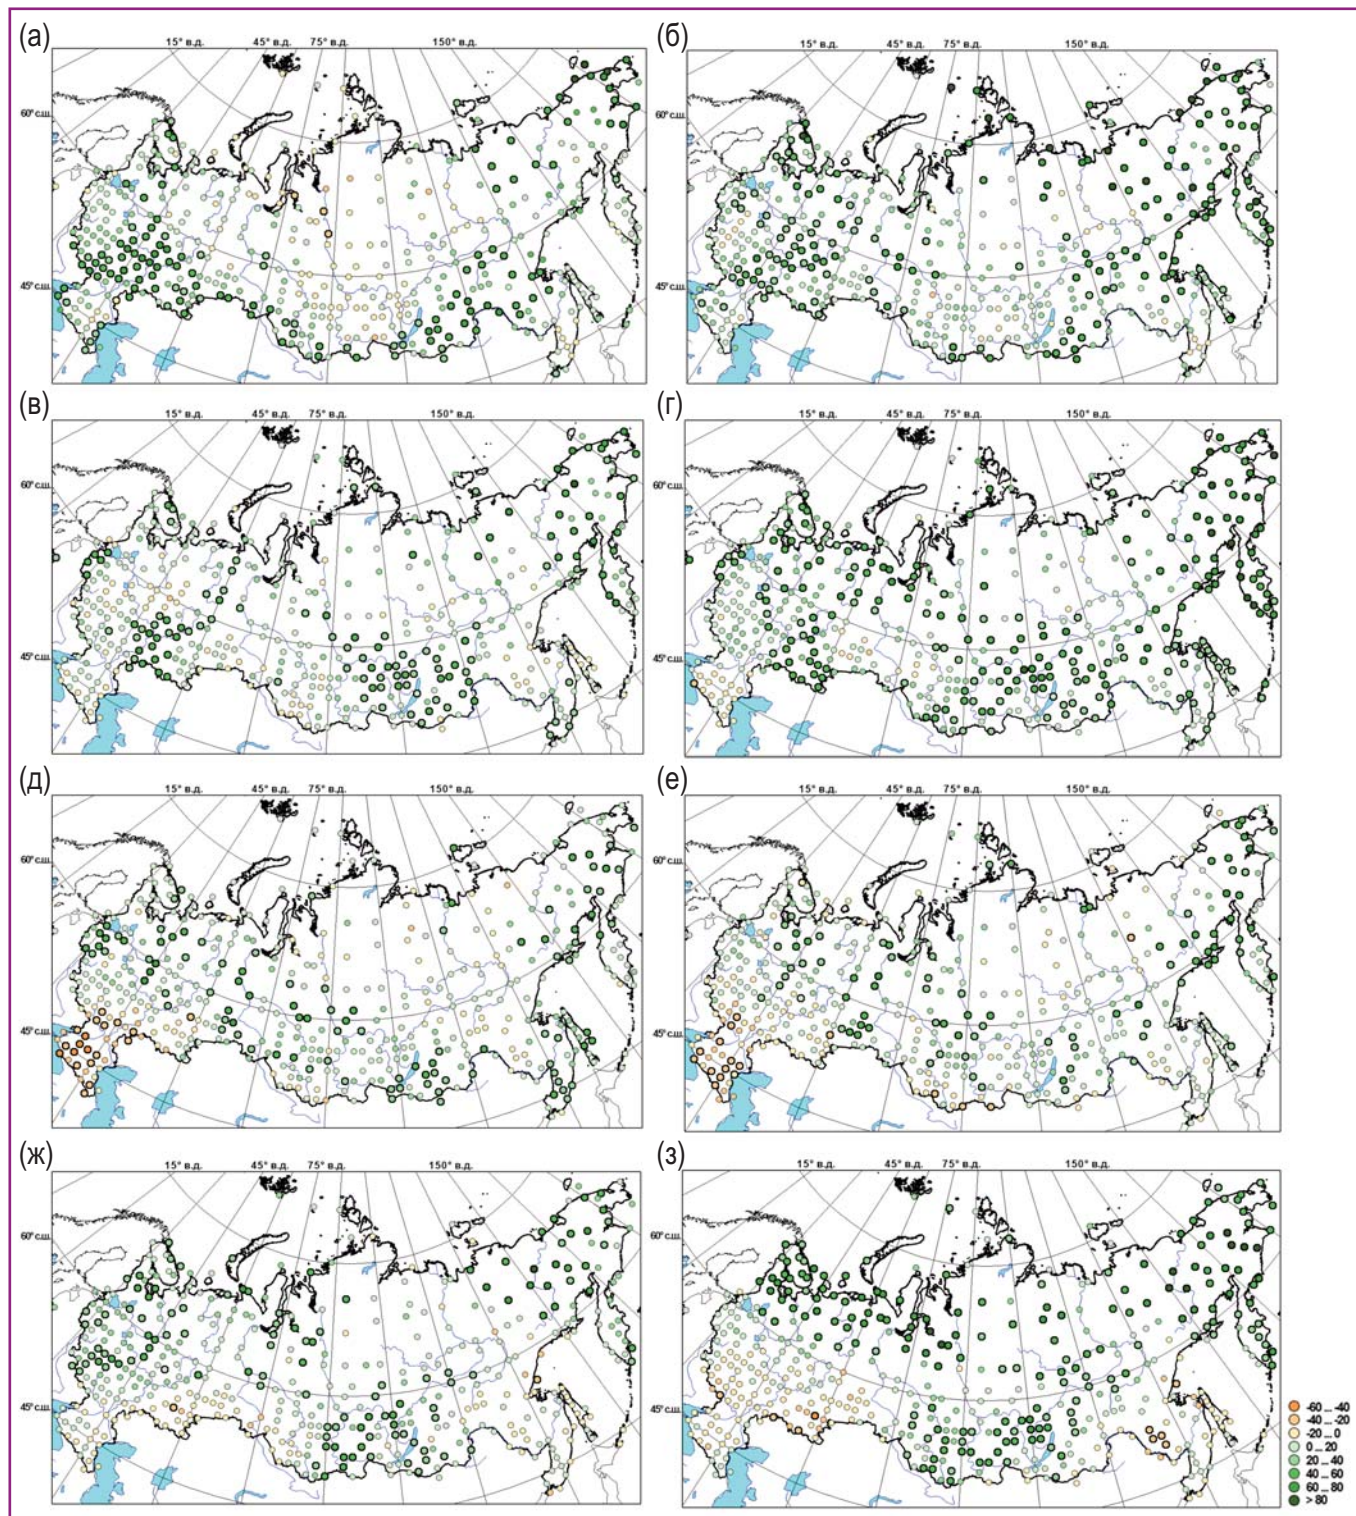 (а)
(б)
15° в.д. 45° в.д. 75° в.д. 150° в.д.
15° в.д. 45° в.д. 75° в.д. 150° в.д.
60° с.ш.
60° с.ш.
45° с.ш.
45° с.ш.
(в)
(г)
15° в.д. 45° в.д. 75° в.д. 150° в.д.
15° в.д. 45° в.д. 75° в.д. 150° в.д.
60° с.ш.
60° с.ш.
45° с.ш.
45° с.ш.
(д)
(е)
15° в.д. 45° в.д. 75° в.д. 150° в.д.
15° в.д. 45° в.д. 75° в.д. 150° в.д.
60° с.ш.
60° с.ш.
45° с.ш.
45° с.ш.
(ж)
(з)
15° в.д. 45° в.д. 75° в.д. 150° в.д.
15° в.д. 45° в.д. 75° в.д. 150° в.д.
60° с.ш.
60° с.ш.
45° с.ш.
45° с.ш.
-60 ... -40
-40 ... -20
-20 ... 0
0 ... 20
20 ... 40
40 ... 60
60 ... 80
> 80